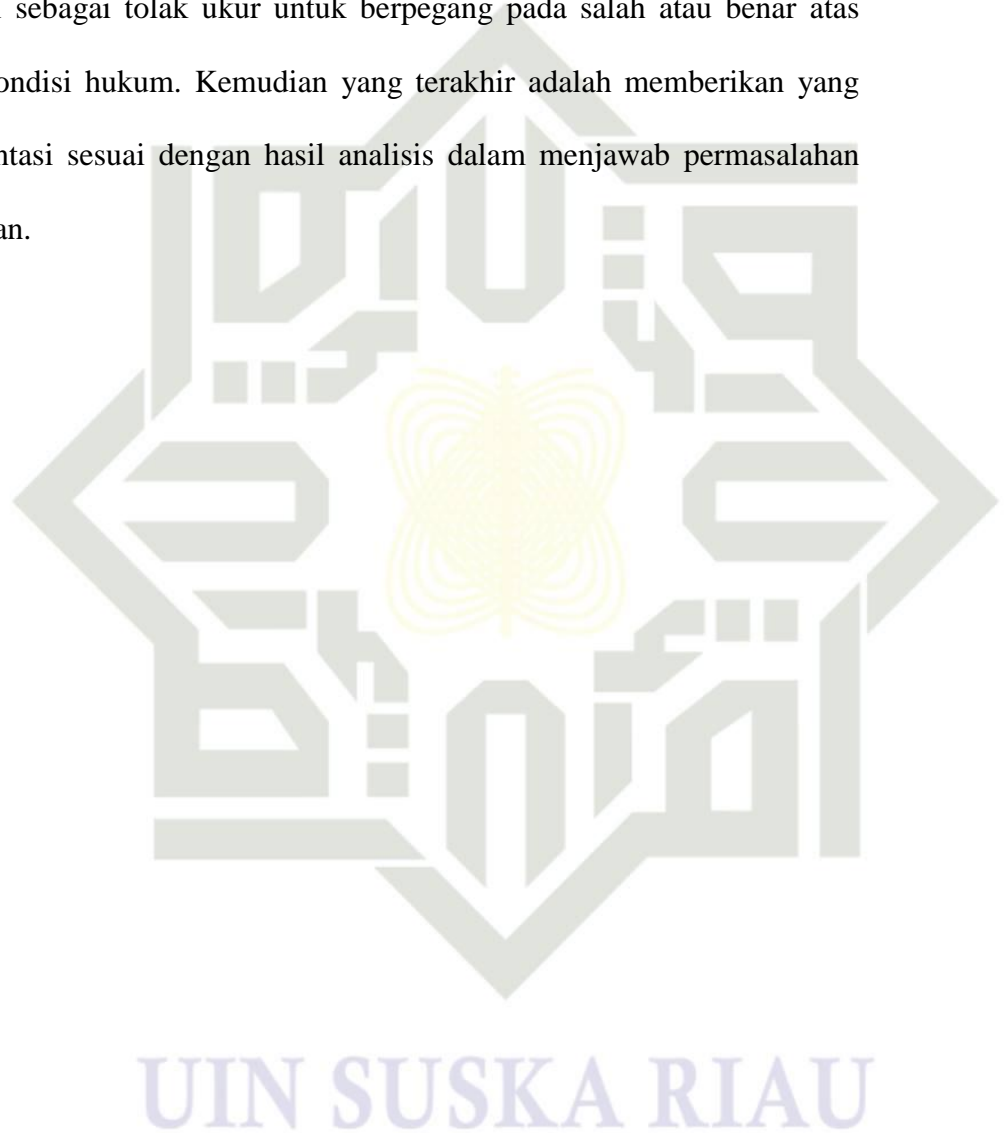 sebagai tolak ukur untuk berpegang pada salah atau benar atas
ondisi hukum. Kemudian yang terakhir adalah memberikan yang
ntasi sesuai dengan hasil analisis dalam menjawab permasalahan
an.
UIN SUSKA RIAU